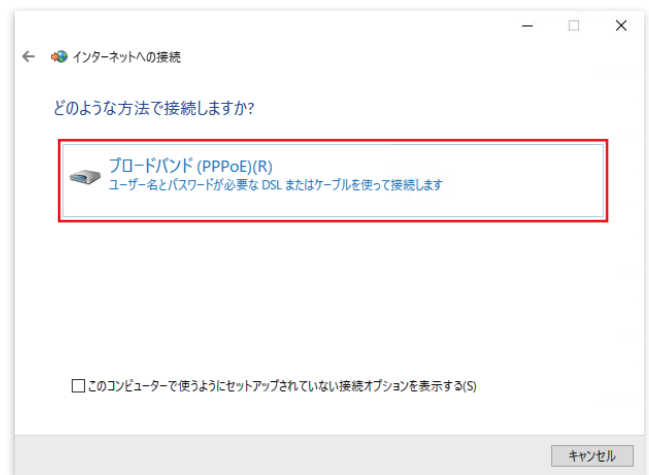 インターネットへの接続
どのような方法で接続しますか?
ブロードバンド (PPPoE)(R)
ユーザー名とパスワードが必要な DSL またはケーブルを使って接続します
このコンピューターで使うようにセットアップされていない接続オプションを表示する(S)
キャンセル